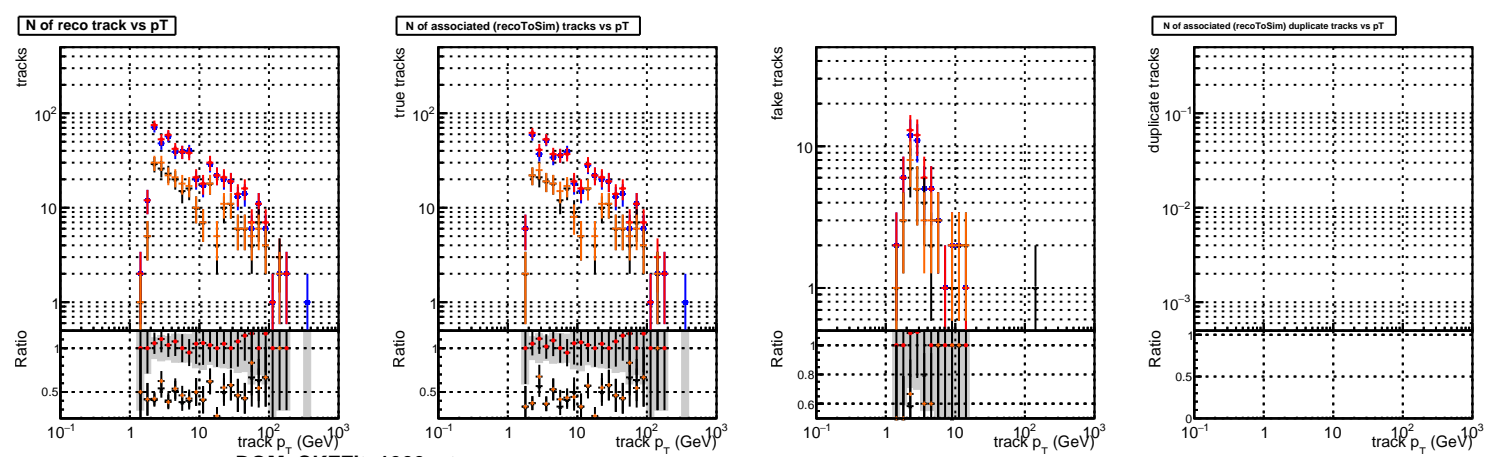 N of reco track vs pT
tracks
10²
10
1
Ratio
1
0.5
10⁻¹ 1 10 10² 10³
track p_T (GeV)
N of associated (recoToSim) tracks vs pT
true tracks
10²
10
1
Ratio
1
0.5
10⁻¹ 1 10 10² 10³
track p_T (GeV)
fake tracks
10
1
Ratio
1
0.8
0.6
10⁻¹ 1 10 10² 10³
track p_T (GeV)
N of associated (recoToSim) duplicate tracks vs pT
duplicate tracks
10⁻¹
10⁻²
10⁻³
Ratio
1
0.5
0
10⁻¹ 1 10 10² 10³
track p_T (GeV)